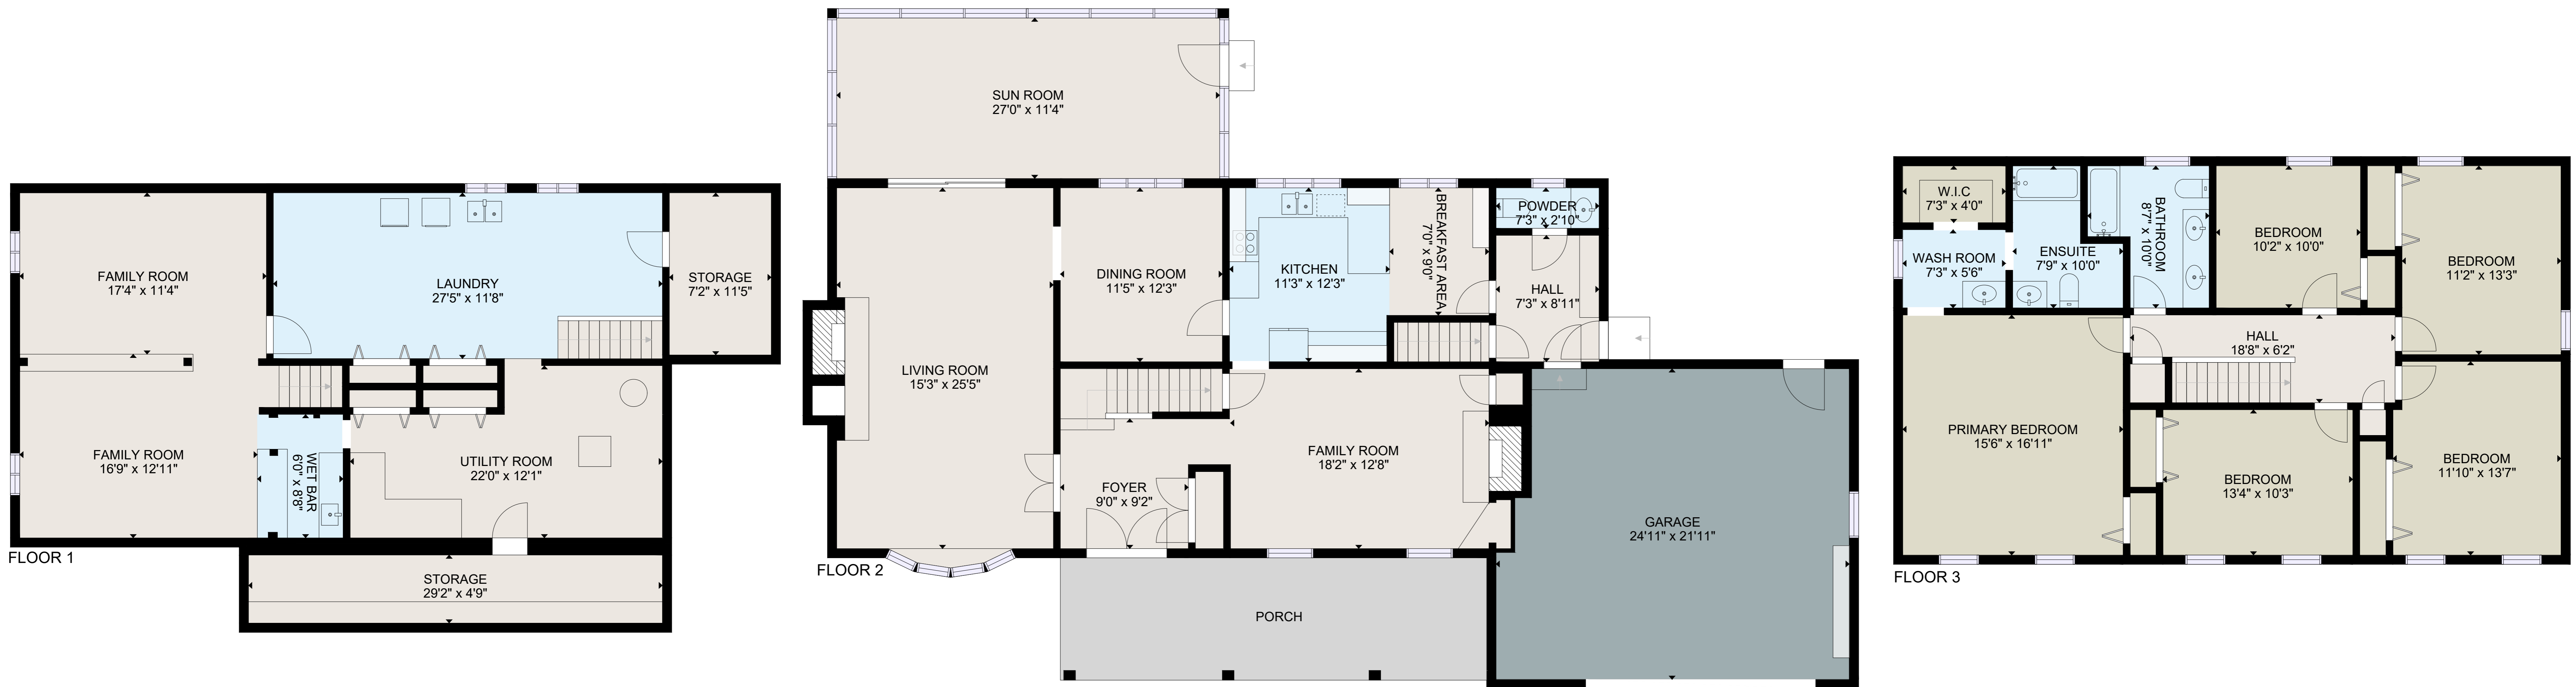 FAMILY ROOM
17'4" x 11'4"
LAUNDRY
27'5" x 11'8"
STORAGE
7'2" x 11'5"
FAMILY ROOM
16'9" x 12'11"
WET BAR
6'0" x 8'8"
UTILITY ROOM
22'0" x 12'1"
STORAGE
29'2" x 4'9"
FLOOR 1
SUN ROOM
27'0" x 11'4"
LIVING ROOM
15'3" x 25'5"
DINING ROOM
11'5" x 12'3"
KITCHEN
11'3" x 12'3"
BREAKFAST AREA
7'0" x 9'0"
POWDER
7'3" x 2'10"
HALL
7'3" x 8'11"
FOYER
9'0" x 9'2"
FAMILY ROOM
18'2" x 12'8"
GARAGE
24'11" x 21'11"
PORCH
FLOOR 2
W.I.C
7'3" x 4'0"
WASH ROOM
7'3" x 5'6"
ENSUITE
7'9" x 10'0"
BATHROOM
8'7" x 10'0"
BEDROOM
10'2" x 10'0"
BEDROOM
11'2" x 13'3"
HALL
18'8" x 6'2"
PRIMARY BEDROOM
15'6" x 16'11"
BEDROOM
13'4" x 10'3"
BEDROOM
11'10" x 13'7"
FLOOR 3